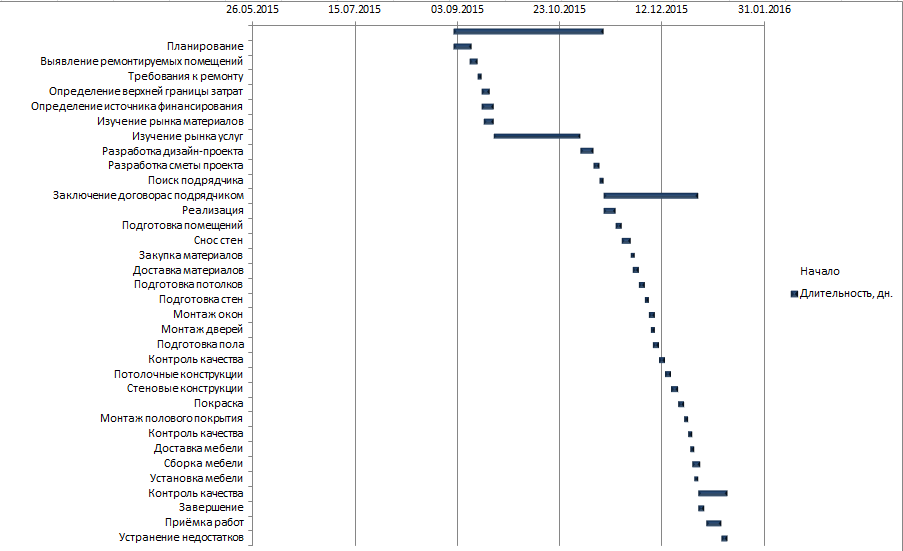 26.05.2015 15.07.2015 03.09.2015 23.10.2015 12.12.2015 31.01.2016
Планирование
Выявление ремонтируемых помещений
Требования к ремонту
Определение верхней границы затрат
Определение источника финансирования
Изучение рынка материалов
Изучение рынка услуг
Разработка дизайн-проекта
Разработка сметы проекта
Поиск подрядчика
Заключение договорас подрядчиком
Реализация
Подготовка помещений
Снос стен
Закупка материалов
Доставка материалов
Подготовка потолков
Подготовка стен
Монтаж окон
Монтаж дверей
Подготовка пола
Контроль качества
Потолочные конструкции
Стеновые конструкции
Покраска
Монтаж полового покрытия
Контроль качества
Доставка мебели
Сборка мебели
Установка мебели
Контроль качества
Завершение
Приёмка работ
Устранение недостатков
Начало
Длительность, дн.